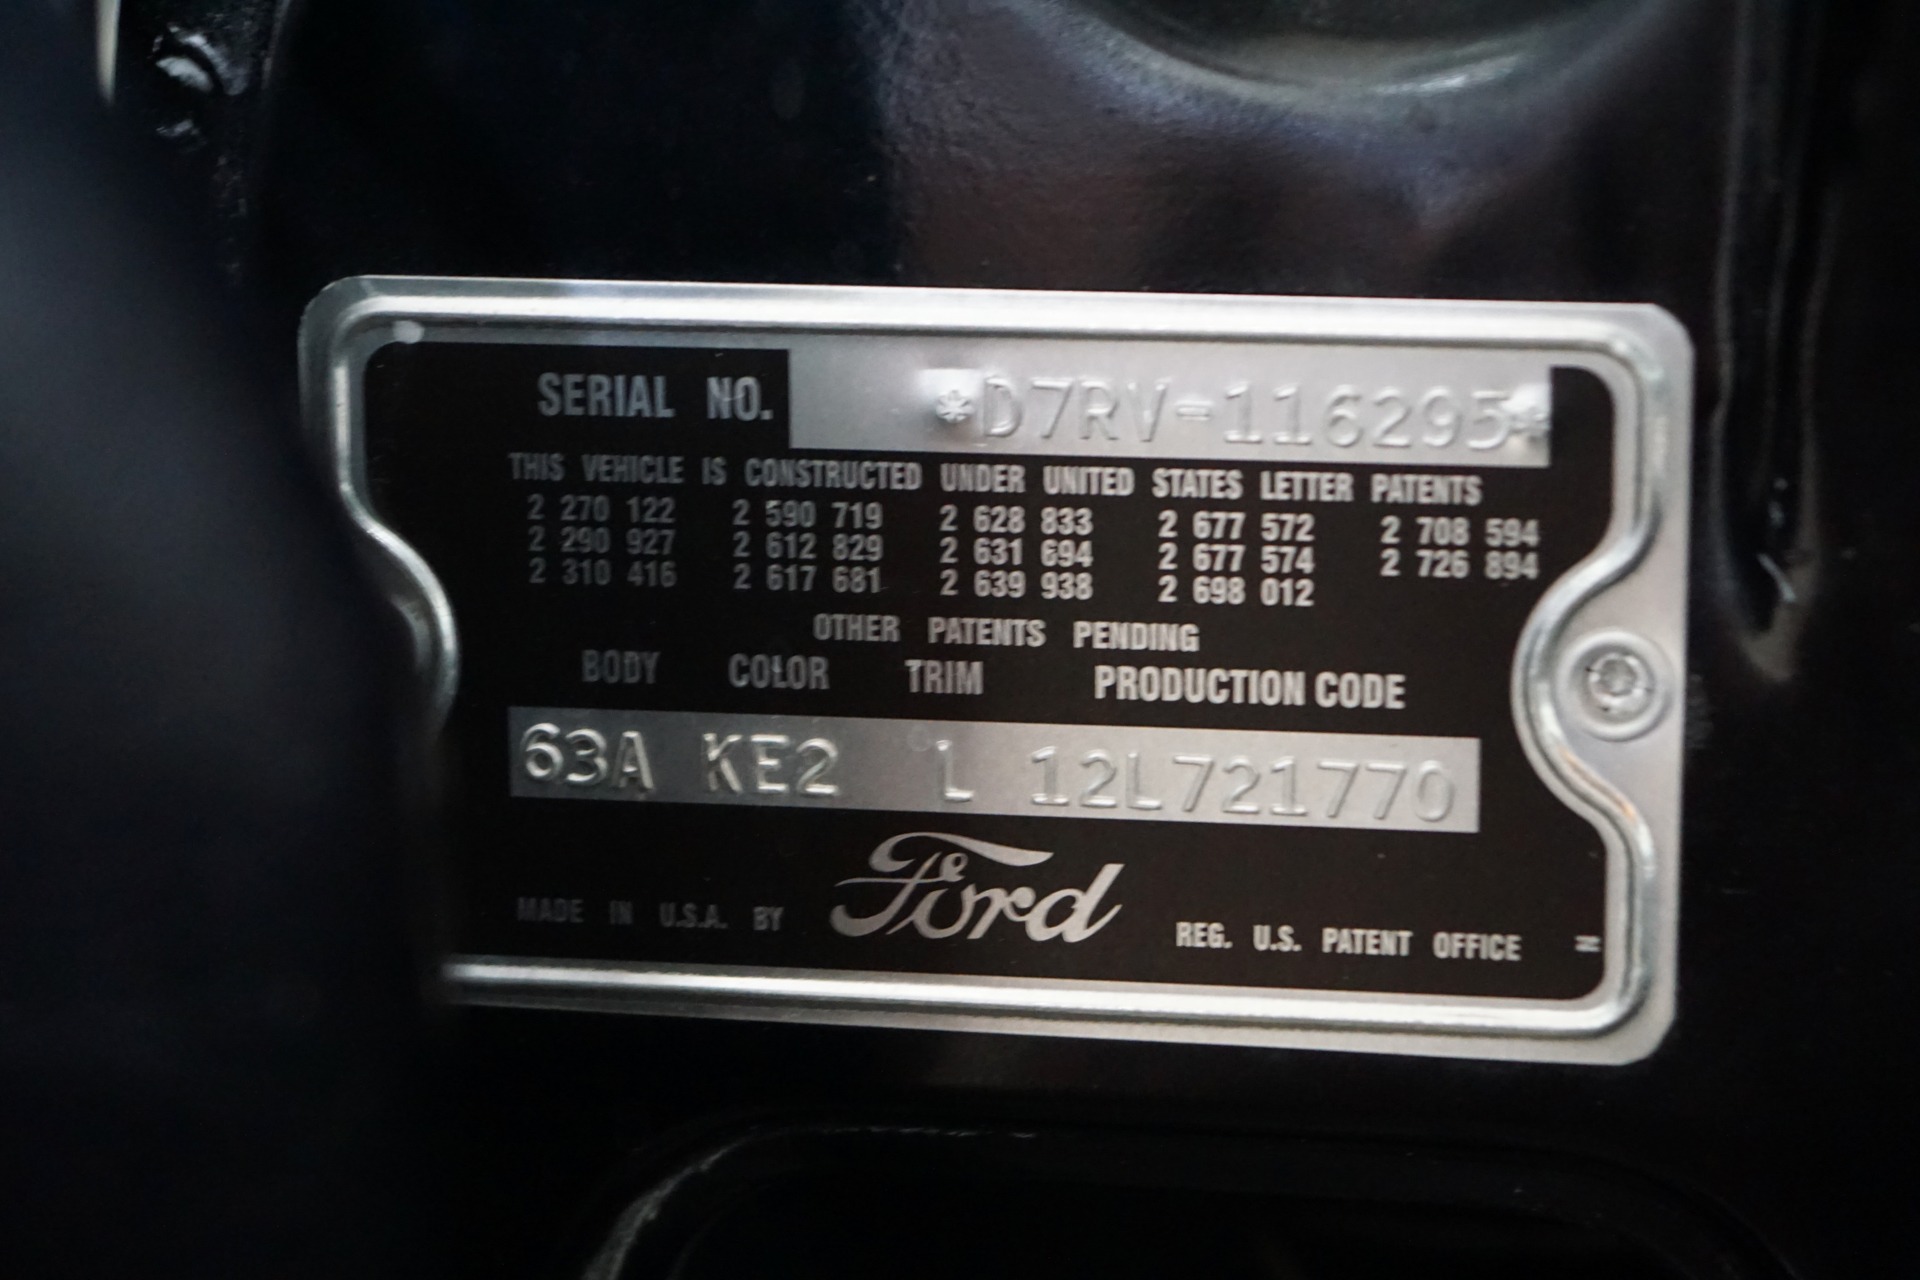 SERIAL NO. *D7RV-116295*
THIS VEHICLE IS CONSTRUCTED UNDER UNITED STATES LETTER PATENTS
2 270 122 2 590 719 2 628 833 2 677 572 2 708 594
2 290 927 2 612 829 2 631 694 2 677 574 2 726 894
2 310 416 2 617 681 2 639 938 2 698 012
OTHER PATENTS PENDING
BODY COLOR TRIM PRODUCTION CODE
63A KE2 L 12L721770
MADE IN U.S.A. BY Ford REG. U.S. PATENT OFFICE